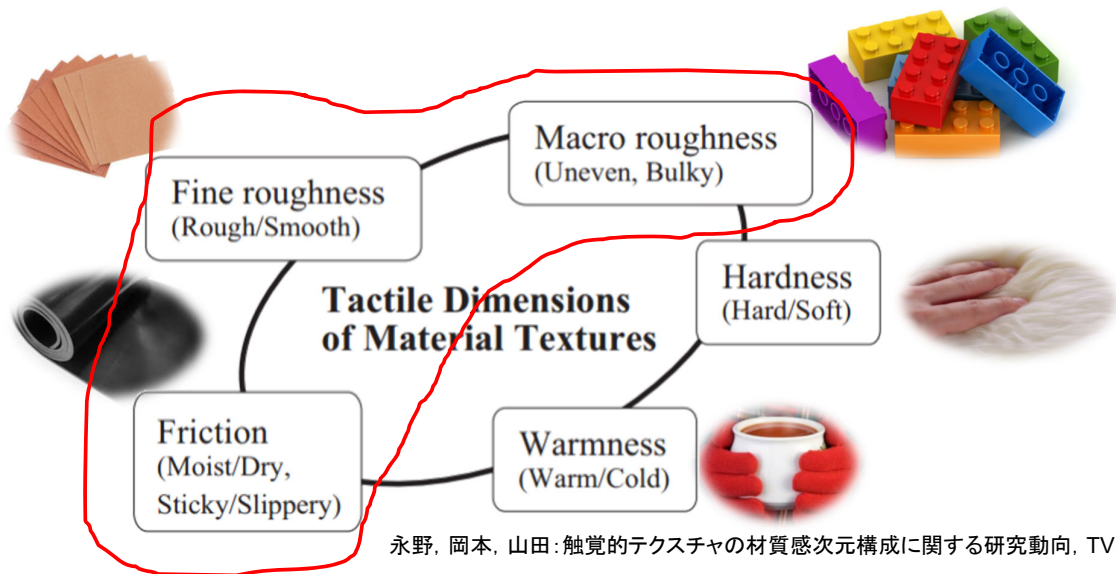 Macro roughness
(Uneven, Bulky)
Fine roughness
(Rough/Smooth)
Hardness
(Hard/Soft)
Tactile Dimensions
of Material Textures
Friction
(Moist/Dry,
Sticky/Slippery)
Warmness
(Warm/Cold)
永野, 岡本, 山田:触覚的テクスチャの材質感次元構成に関する研究動向, TV